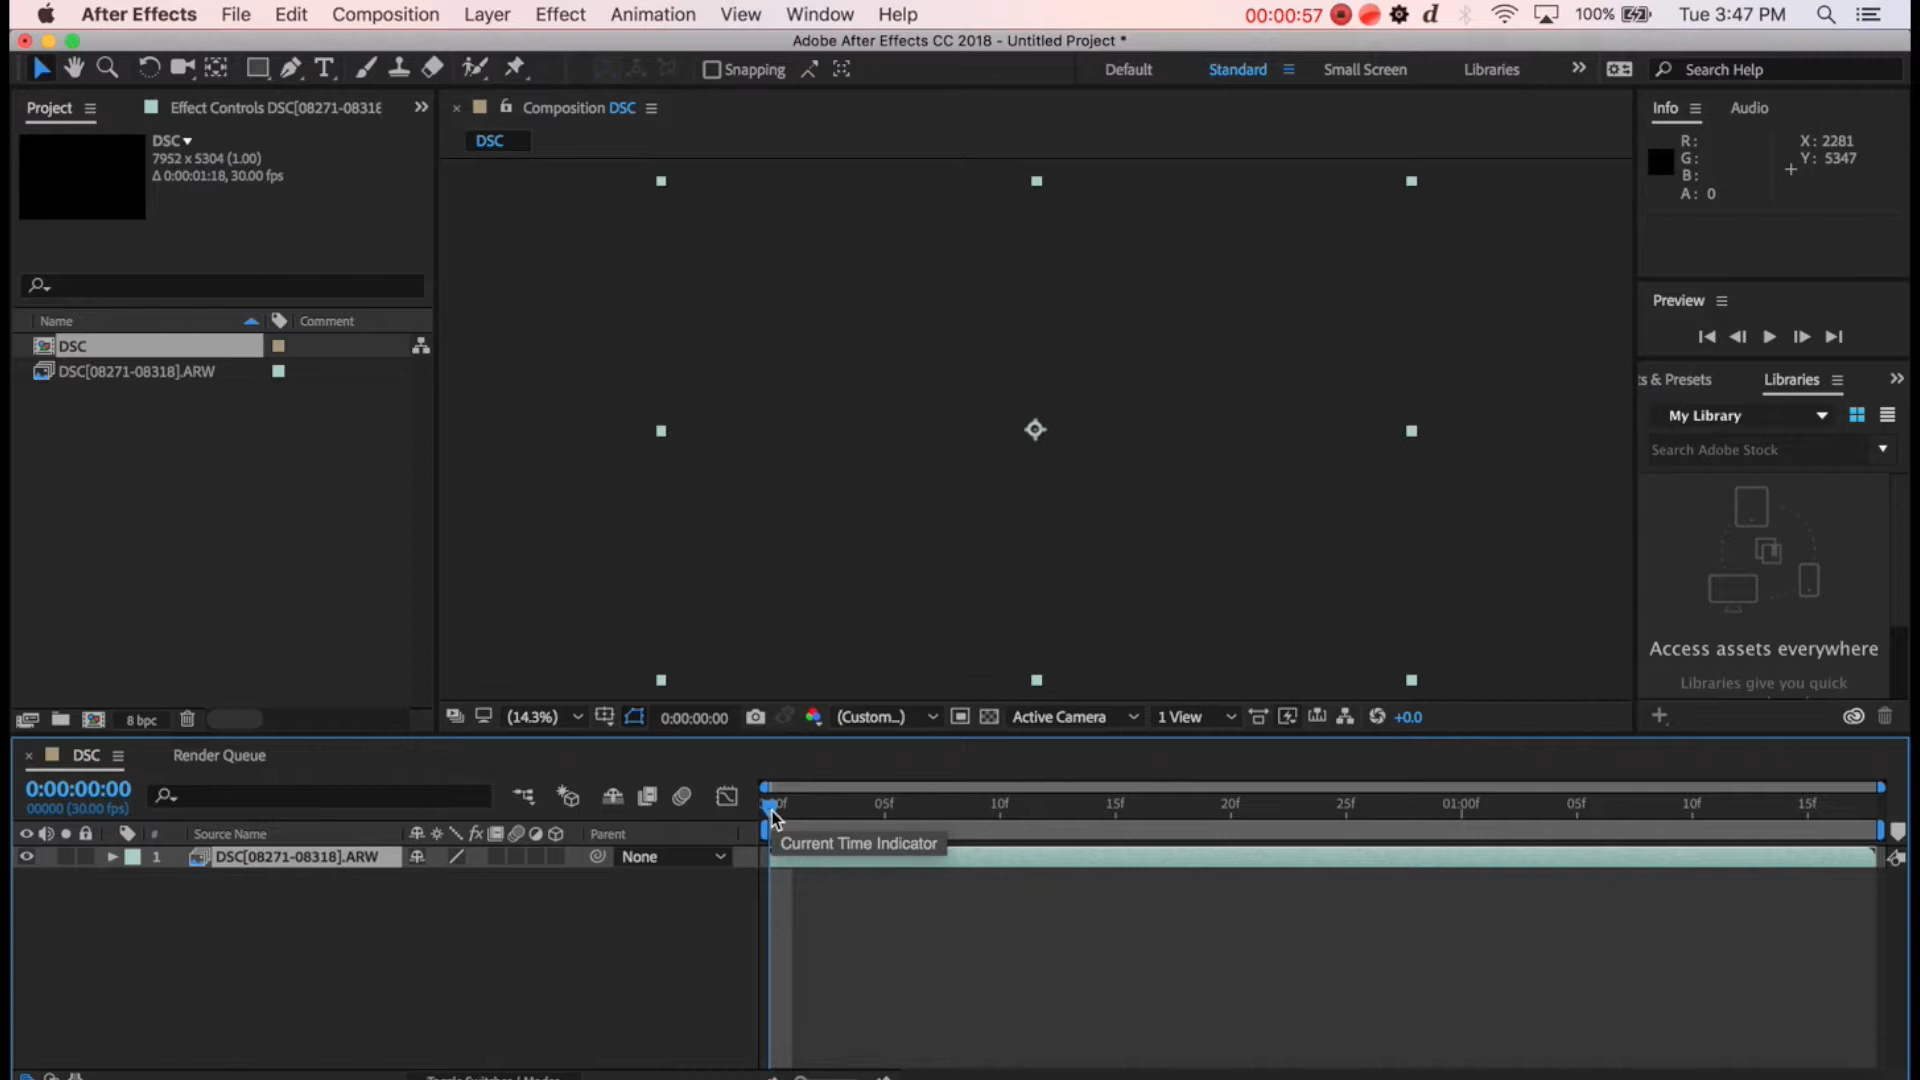 After Effects File Edit Composition Layer Effect Animation View Window Help 00:00:57 d 100% Tue 3:47 PM
Adobe After Effects CC 2018 - Untitled Project *
Snapping Default Standard Small Screen Libraries Search Help
Project Effect Controls DSC[08271-08318 Composition DSC Info Audio
DSC
7952 x 5304 (1.00)
Δ 0:00:01:18, 30.00 fps
DSC
R:
G:
B:
A: 0
X: 2281
Y: 5347
Preview
Name Comment
DSC
DSC[08271-08318].ARW
s & Presets Libraries
My Library
Search Adobe Stock
Access assets everywhere
Libraries give you quick
8 bpc (14.3%) 0:00:00:00 (Custom...) Active Camera 1 View +0.0
DSC Render Queue
0:00:00:00
00000 (30.00 fps)
05f 10f 15f 20f 25f 01:00f 05f 10f 15f
# Source Name fx Parent
Current Time Indicator
1 DSC[08271-08318].ARW None